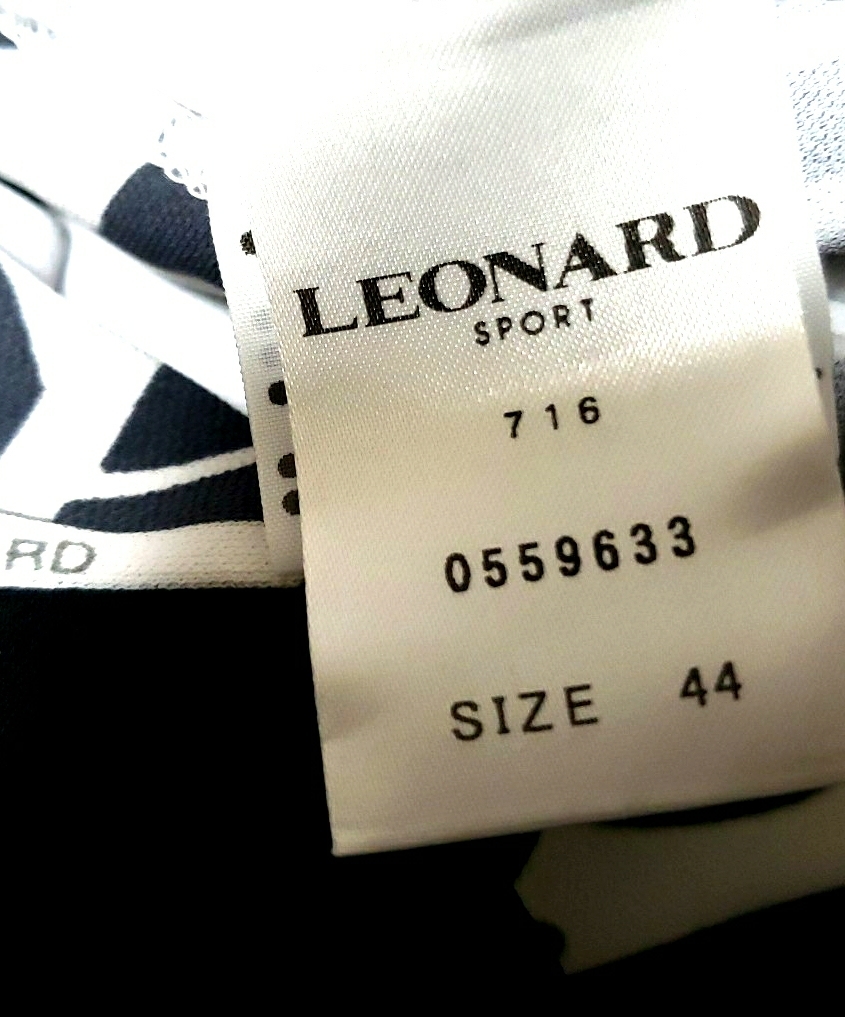 LEONARD
SPORT
716
0559633
SIZE 44
RD